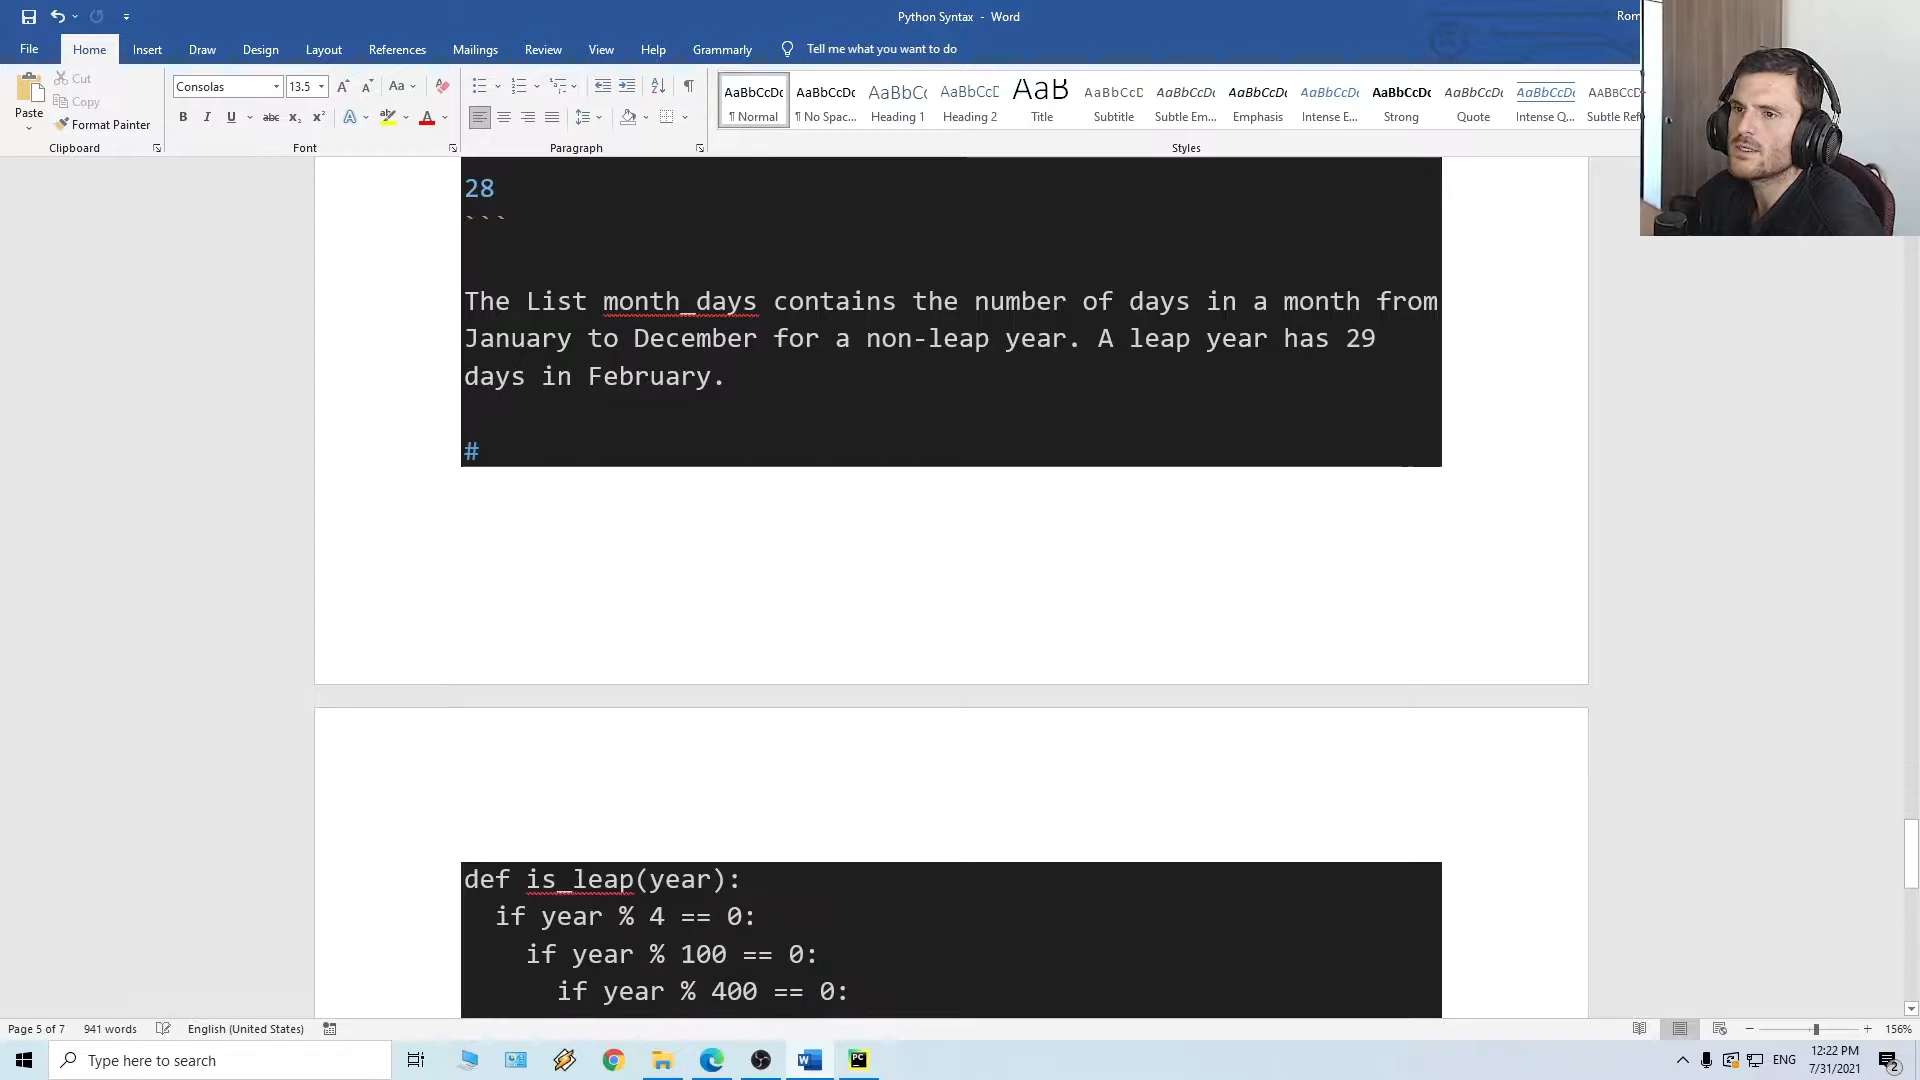 Python Syntax - Word
Rom
File Home Insert Draw Design Layout References Mailings Review View Help Grammarly Tell me what you want to do
Paste
Cut
Copy
Format Painter
Clipboard
Consolas 13.5
Font
Paragraph
AaBbCcDc AaBbCcDc AaBbCc AaBbCcD AaB AaBbCcD AaBbCcDc AaBbCcDc AaBbCcDc AaBbCcDc AaBbCcDc AaBbCcDc AABBCCDD
¶ Normal ¶ No Spac... Heading 1 Heading 2 Title Subtitle Subtle Em... Emphasis Intense E... Strong Quote Intense Q... Subtle Ref
Styles
28
```
The List month_days contains the number of days in a month from
January to December for a non-leap year. A leap year has 29
days in February.
#
def is_leap(year):
if year % 4 == 0:
if year % 100 == 0:
if year % 400 == 0:
Page 5 of 7 941 words English (United States) 156%
Type here to search
ENG
12:22 PM
7/31/2021
2